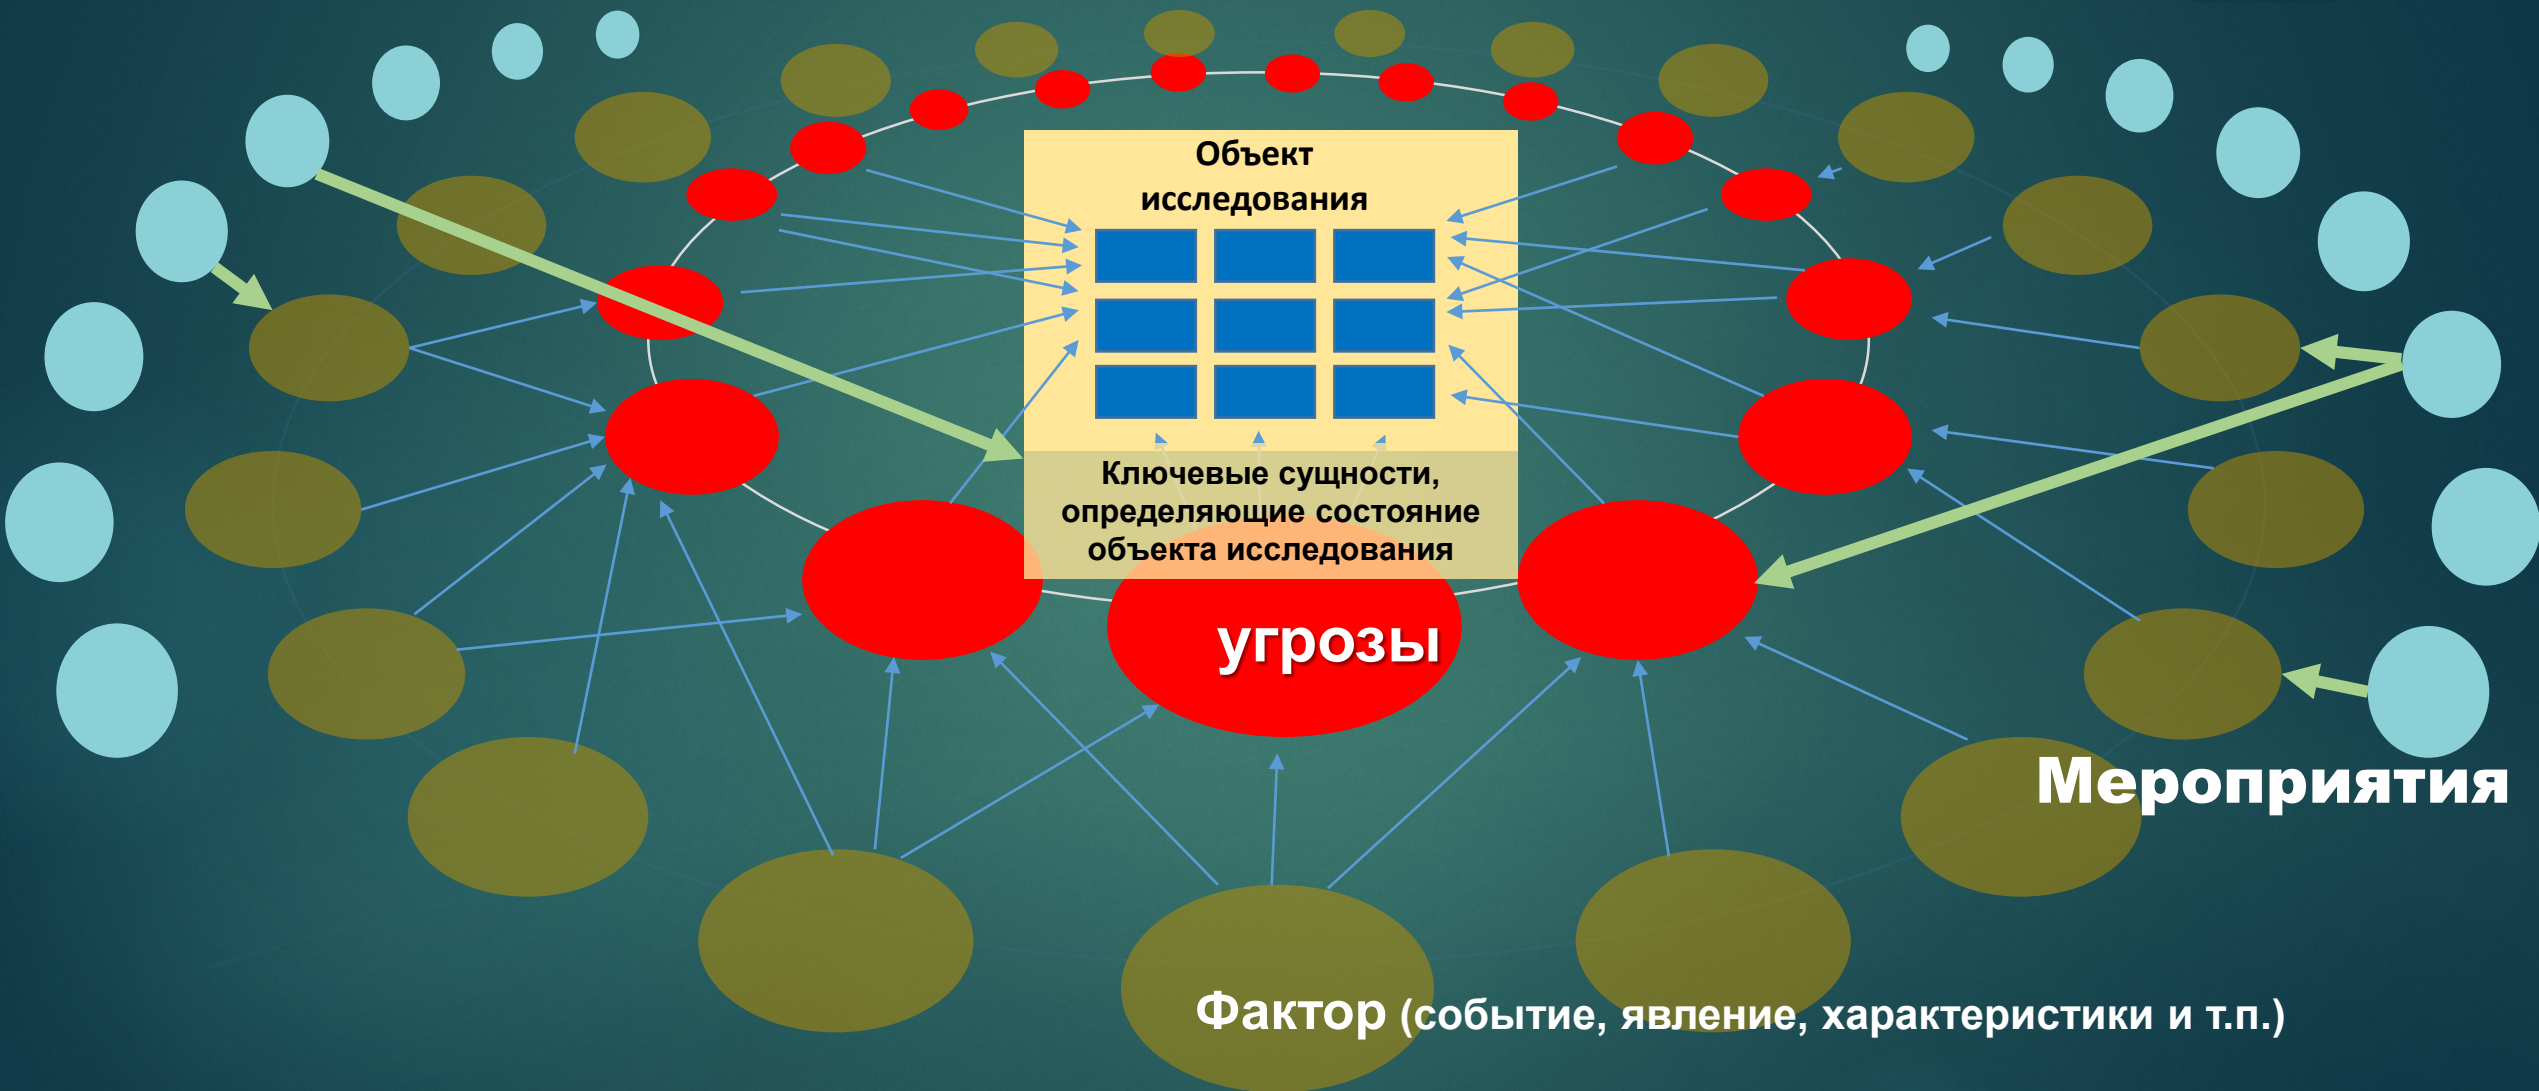 Объект
исследования
Ключевые сущности,
определяющие состояние
объекта исследования
угрозы
Мероприятия
Фактор (событие, явление, характеристики и т.п.)